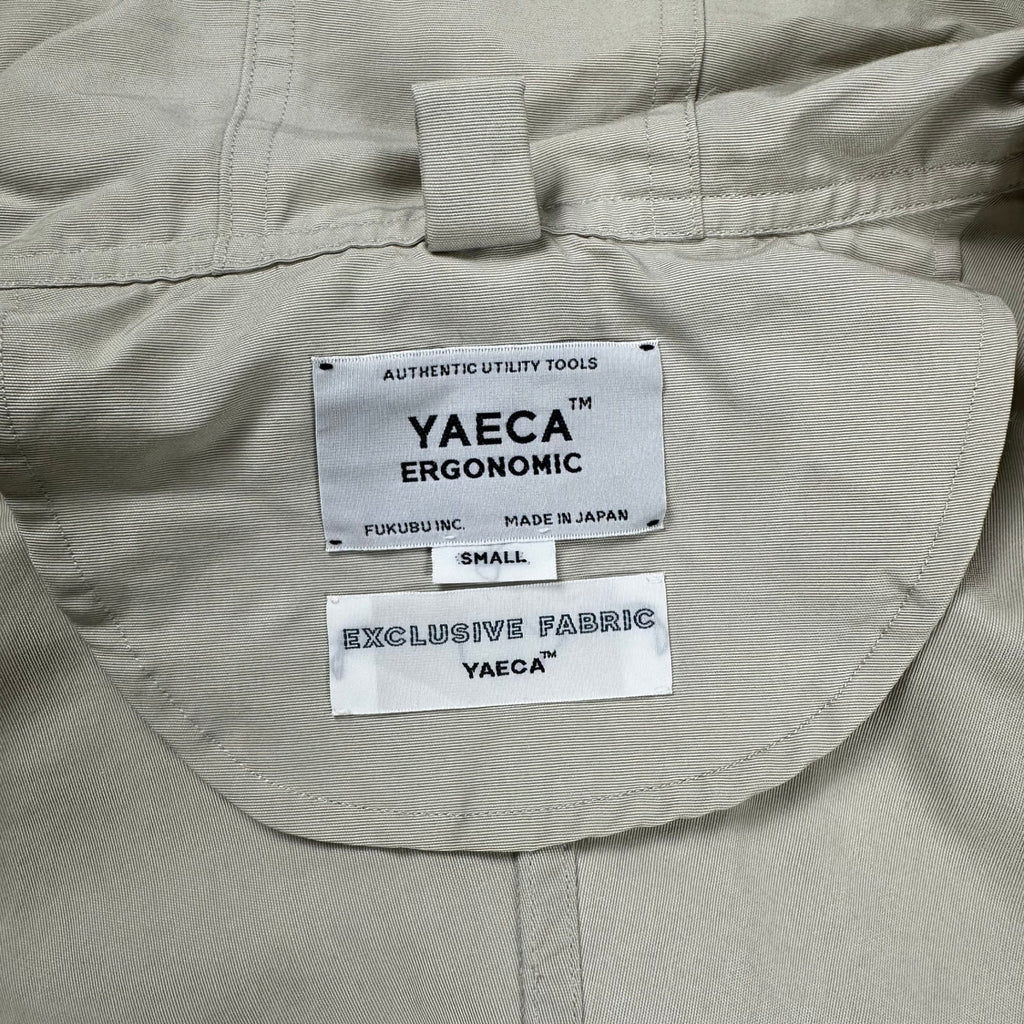 AUTHENTIC UTILITY TOOLS
YAECA™
ERGONOMIC
FUKUBU INC. MADE IN JAPAN
SMALL
EXCLUSIVE FABRIC
YAECA™